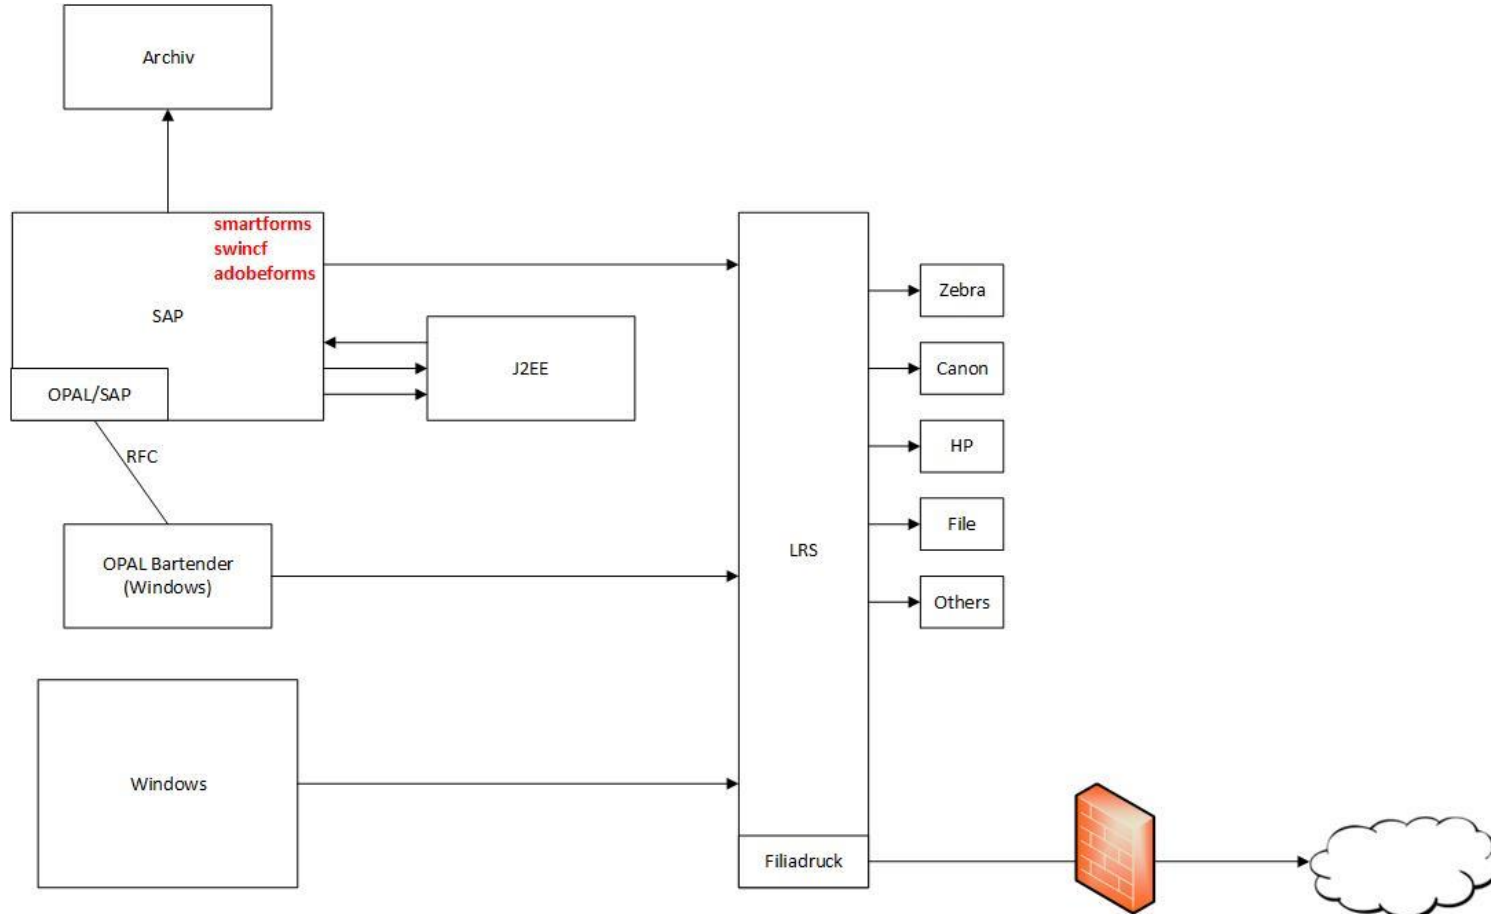 Archiv
smartforms
swincf
adobeforms
SAP
J2EE
OPAL/SAP
RFC
OPAL Bartender
(Windows)
Windows
LRS
Zebra
Canon
HP
File
Others
Filiadruck